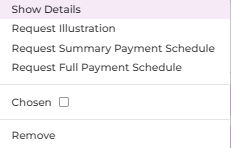 Show Details
Request Illustration
Request Summary Payment Schedule
Request Full Payment Schedule
Chosen
Remove